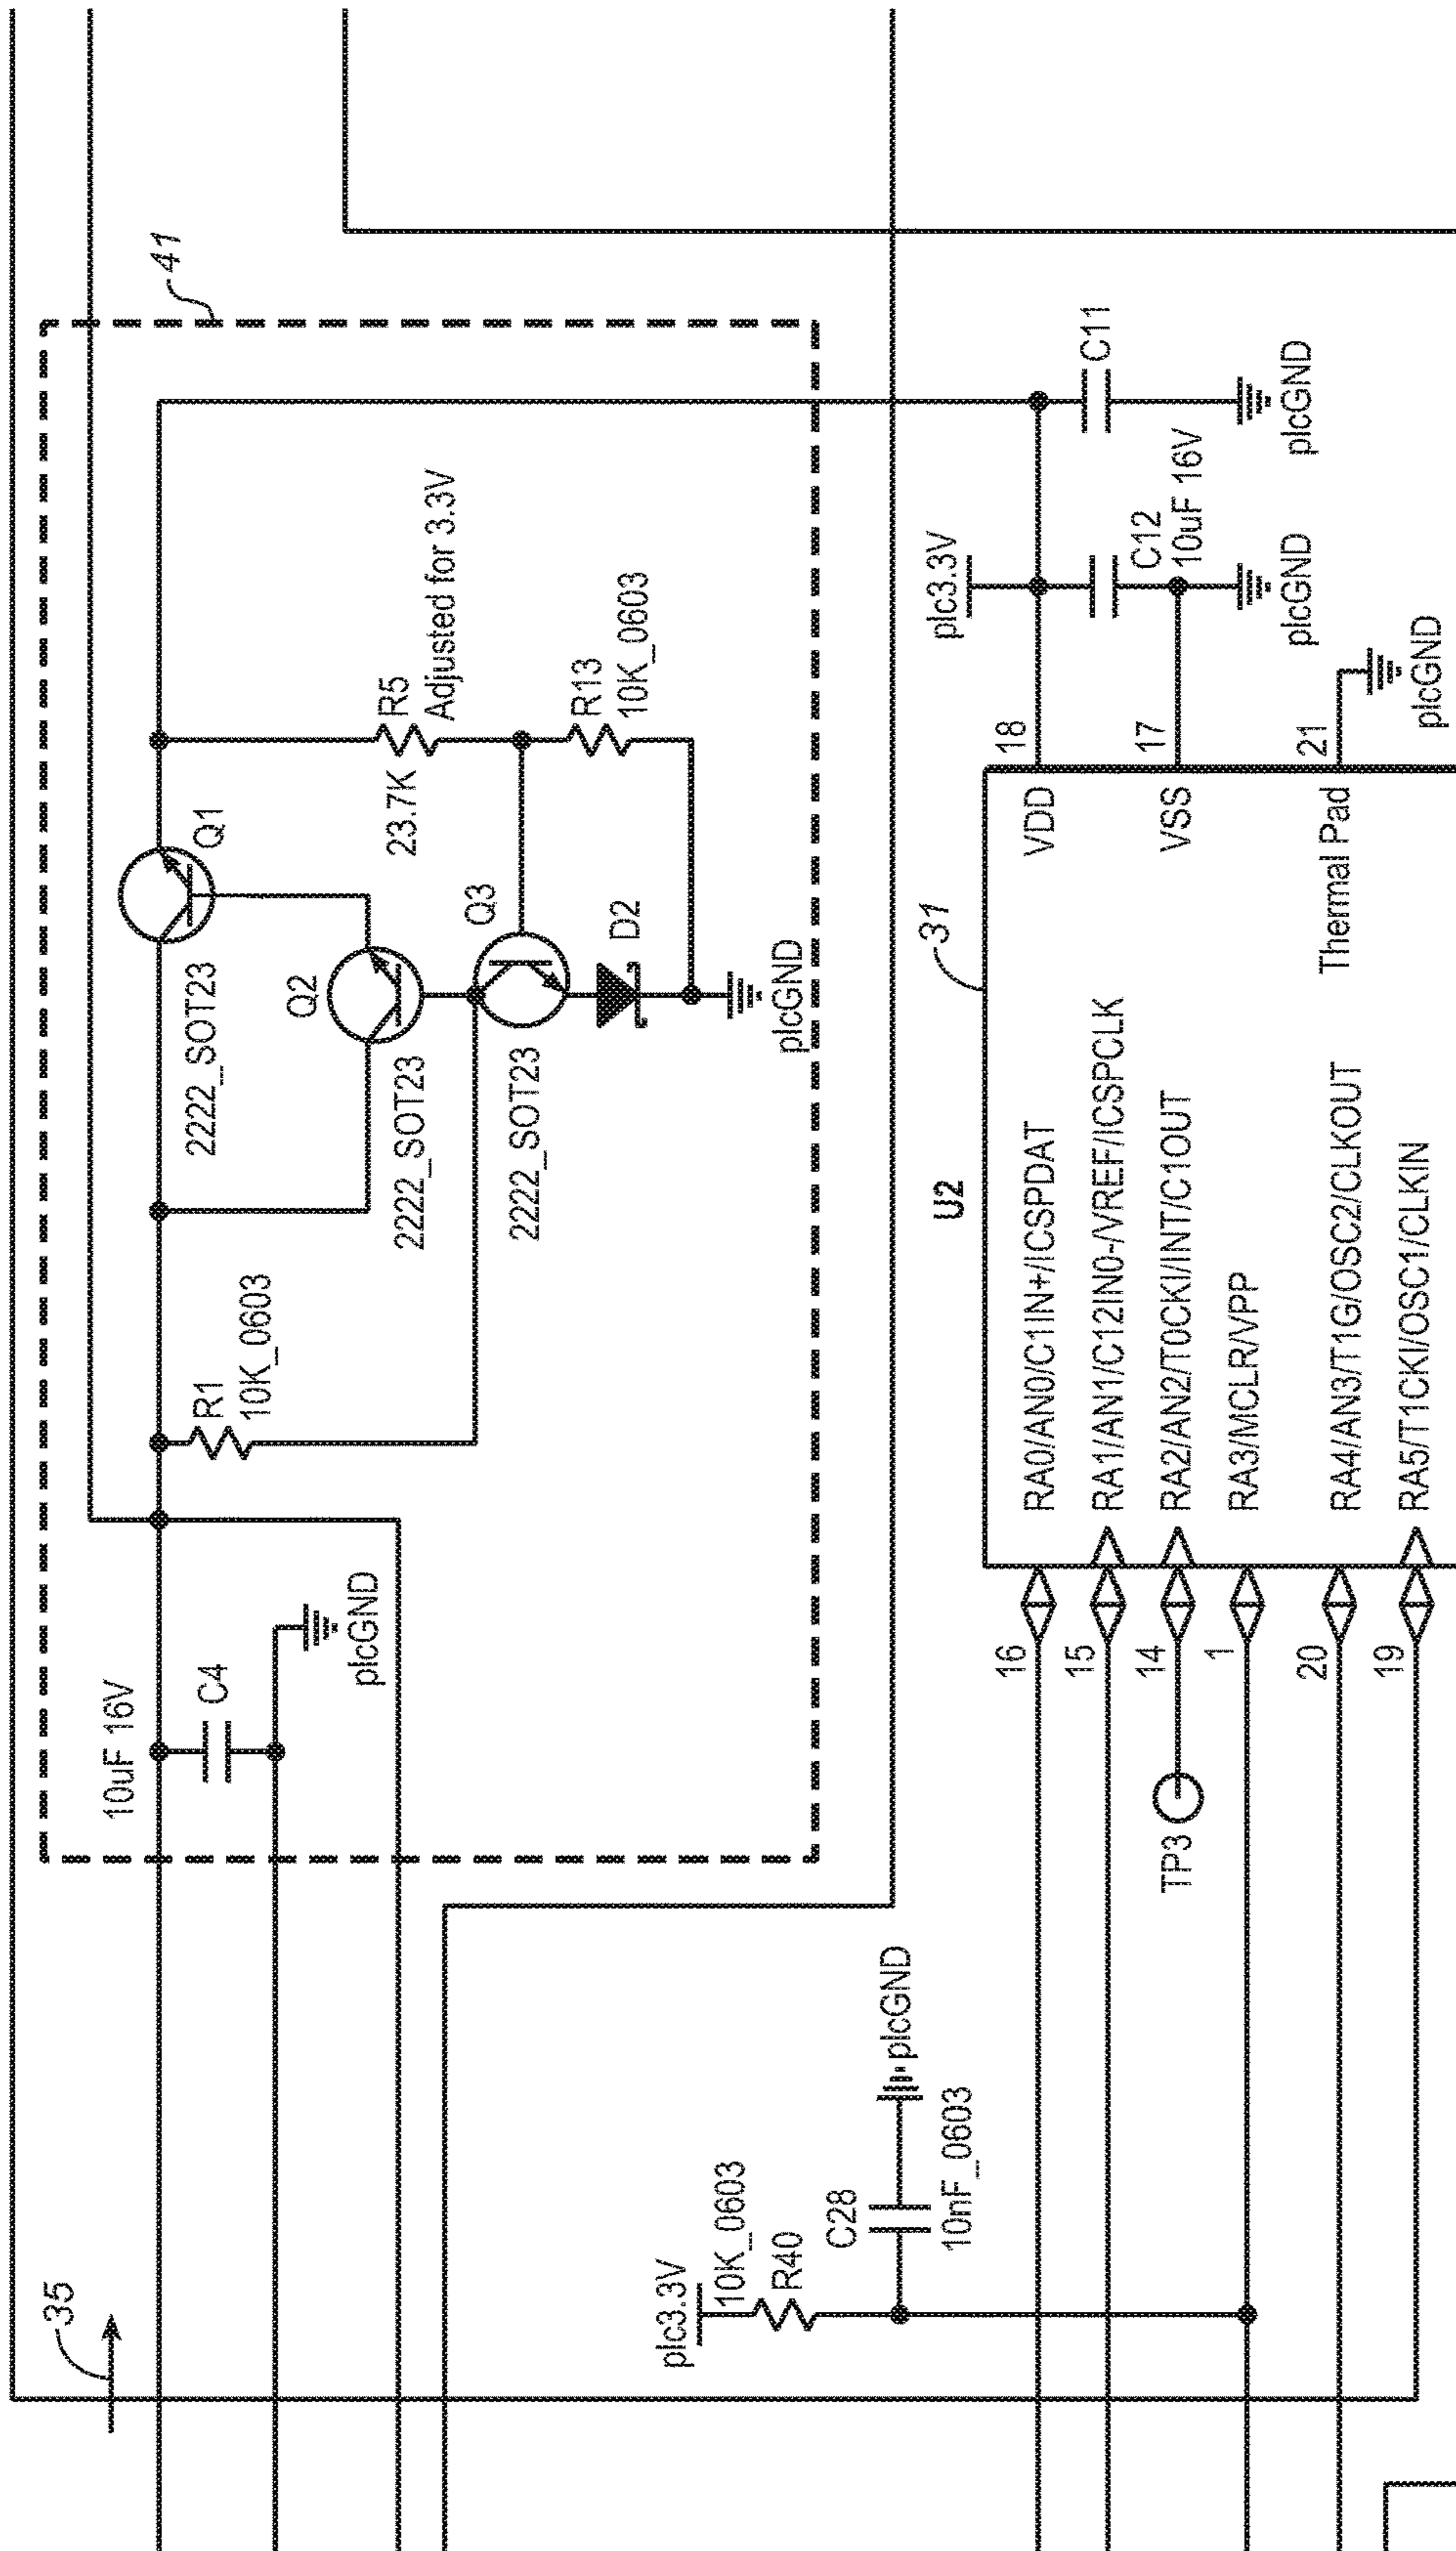 35
41
10uF 16V
C4
plcGND
R1
10K_0603
2222_SOT23
Q1
Q2
2222_SOT23
Q3
2222_SOT23
D2
plcGND
23.7K
R5
Adjusted for 3.3V
R13
10K_0603
plc3.3V
10K_0603
R40
C28
10nF_0603
plcGND
U2
31
16
RA0/AN0/C1IN+/ICSPDAT
15
RA1/AN1/C12IN0-/VREF/ICSPCLK
14
RA2/AN2/T0CKI/INT/C1OUT
TP3
1
RA3/MCLR/VPP
20
RA4/AN3/T1G/OSC2/CLKOUT
19
RA5/T1CKI/OSC1/CLKIN
VDD
18
VSS
17
Thermal Pad
21
plcGND
plc3.3V
C12
10uF 16V
plcGND
C11
plcGND